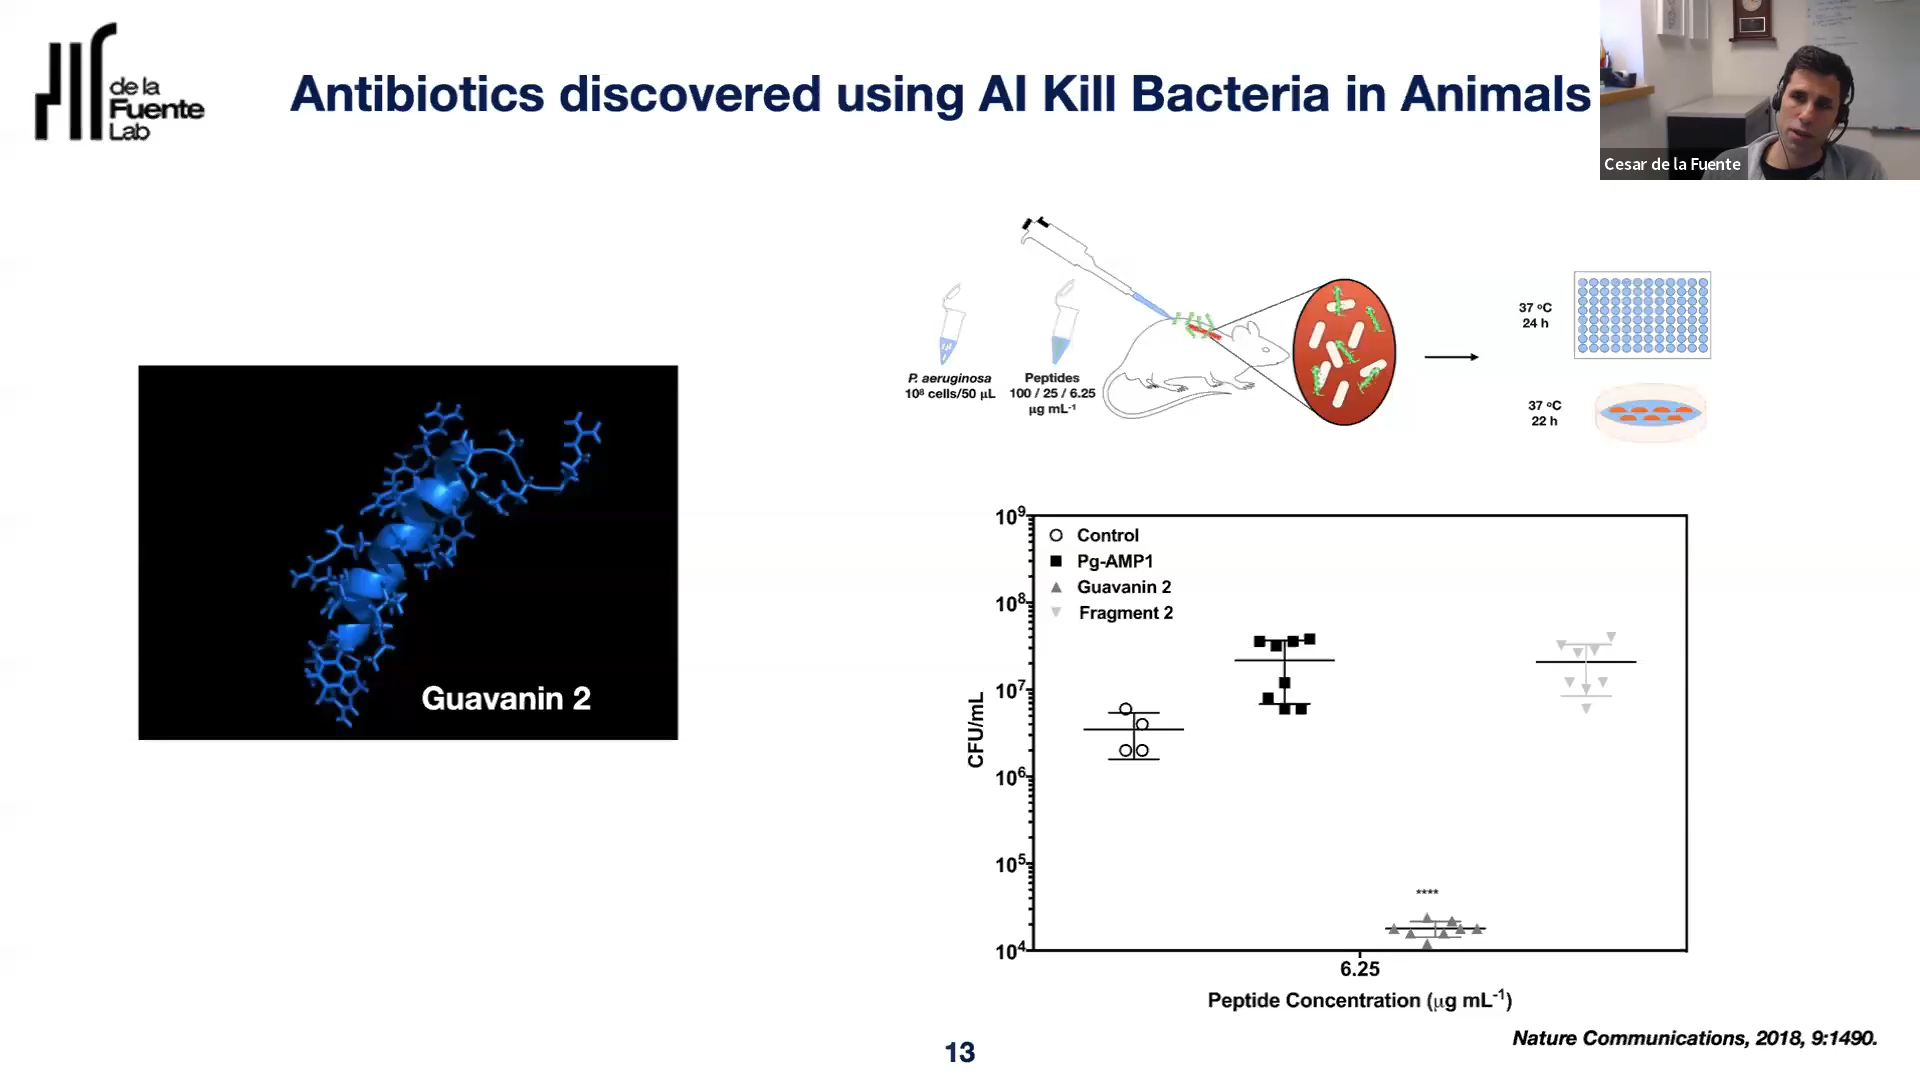 de la
Fuente
Lab
Antibiotics discovered using AI Kill Bacteria in Animals
Cesar de la Fuente
P. aeruginosa
10⁸ cells/50 µL
Peptides
100 / 25 / 6.25
µg mL⁻¹
37 ºC
24 h
37 ºC
22 h
Guavanin 2
Control
Pg-AMP1
Guavanin 2
Fragment 2
10⁹
10⁸
10⁷
10⁶
10⁵
10⁴
CFU/mL
****
6.25
Peptide Concentration (µg mL⁻¹)
Nature Communications, 2018, 9:1490.
13